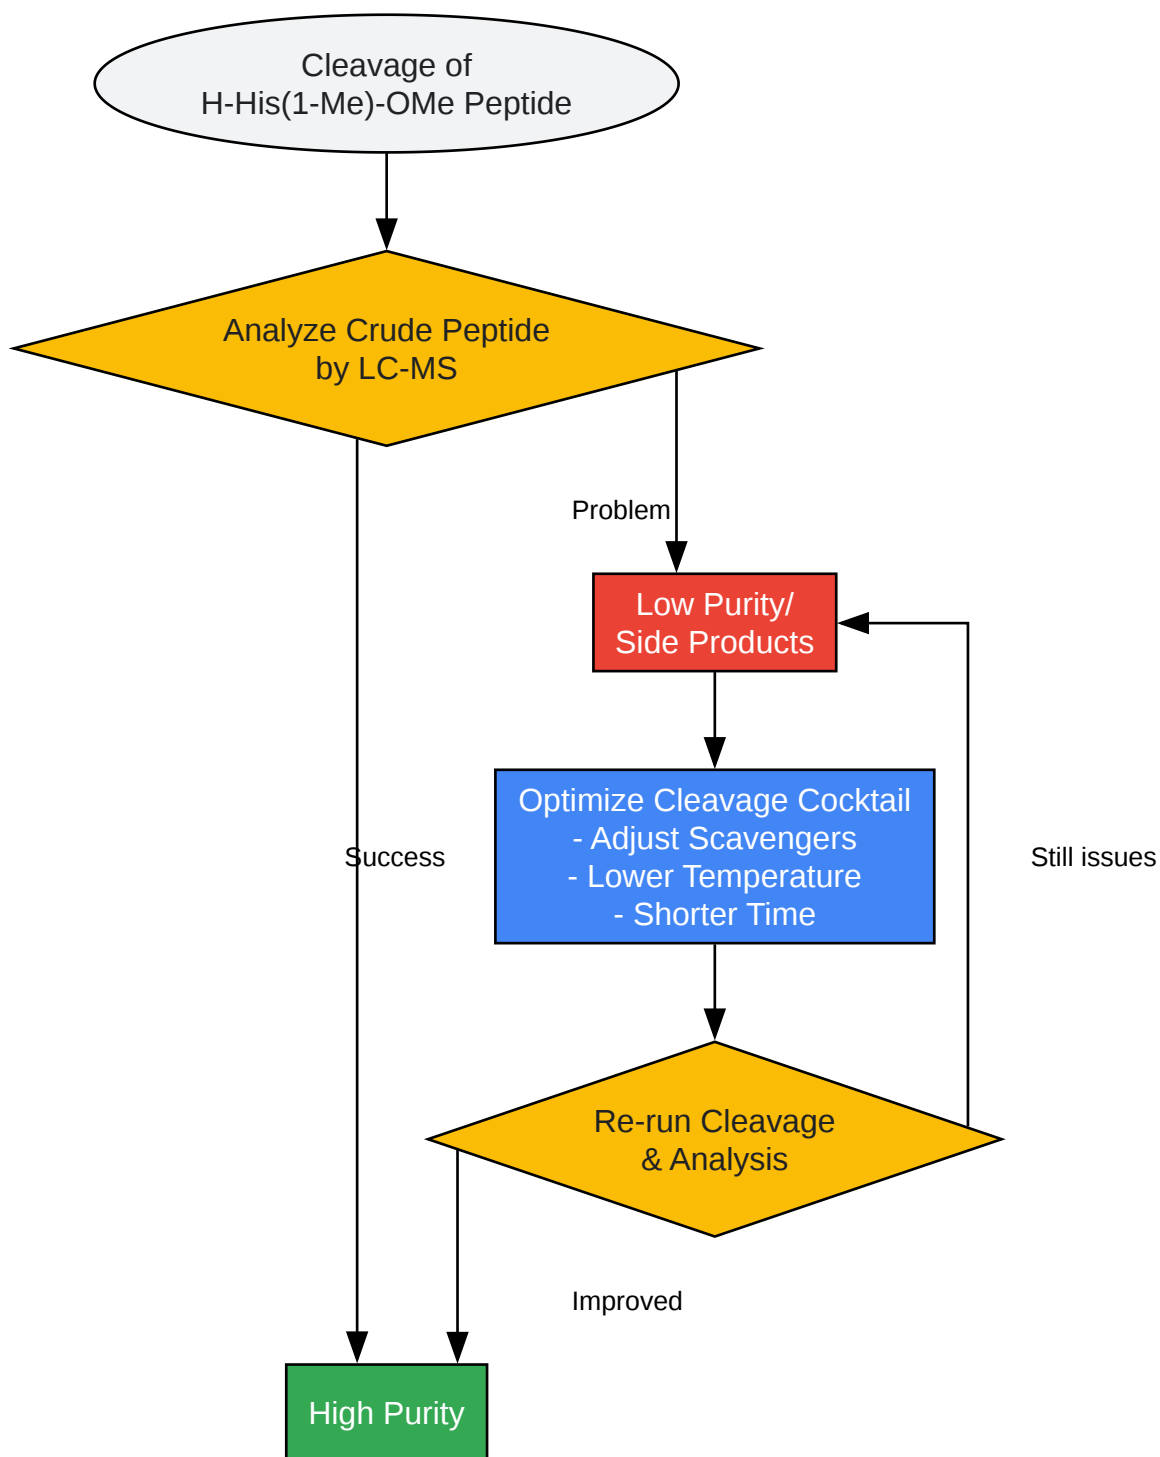 Cleavage of
H-His(1-Me)-OMe Peptide
Analyze Crude Peptide
by LC-MS
Problem
Low Purity/
Side Products
Optimize Cleavage Cocktail
- Adjust Scavengers
- Lower Temperature
- Shorter Time
Success
Still issues
Re-run Cleavage
& Analysis
Improved
High Purity